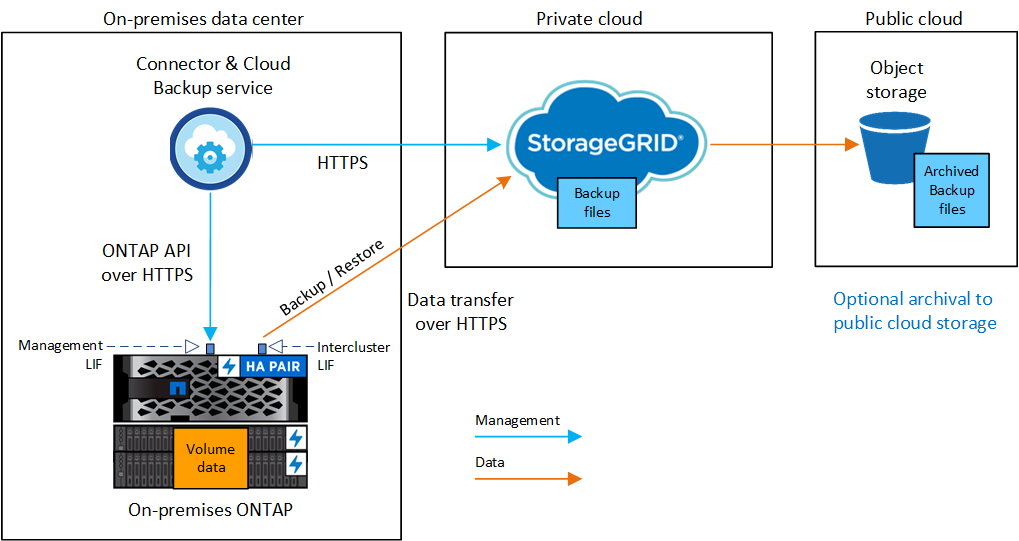 On-premises data center
Private cloud
Public cloud
Connector & Cloud
Backup service
HTTPS
StorageGRID®
Backup
files
Object
storage
Archived
Backup
files
ONTAP API
over HTTPS
Backup / Restore
Data transfer
over HTTPS
Optional archival to
public cloud storage
Management
LIF
Intercluster
LIF
HA PAIR
Volume
data
On-premises ONTAP
Management
Data